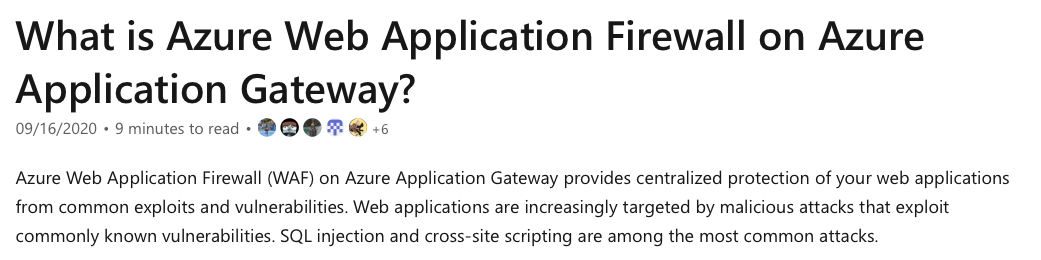 What is Azure Web Application Firewall on Azure
Application Gateway?
09/16/2020 • 9 minutes to read • +6
Azure Web Application Firewall (WAF) on Azure Application Gateway provides centralized protection of your web applications
from common exploits and vulnerabilities. Web applications are increasingly targeted by malicious attacks that exploit
commonly known vulnerabilities. SQL injection and cross-site scripting are among the most common attacks.